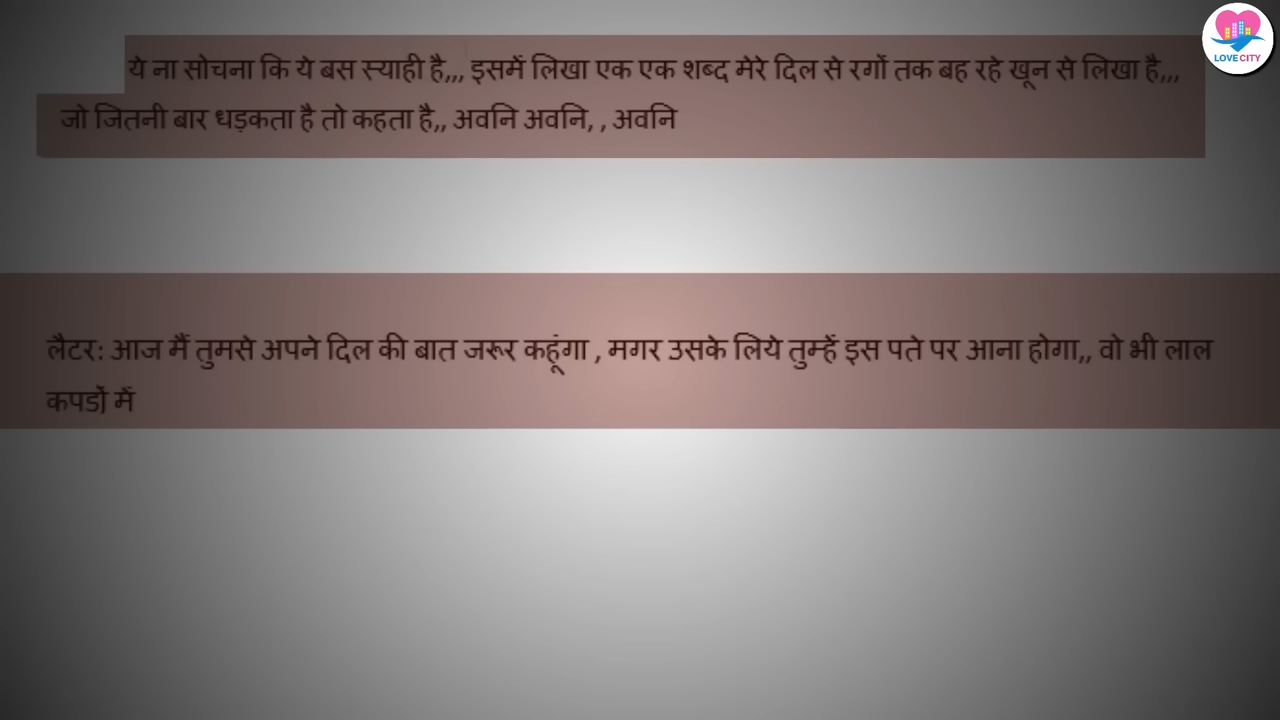 LOVE CITY
ये ना सोचना कि ये बस स्याही है,,, इसमें लिखा एक एक शब्द मेरे दिल से रगों तक बह रहे खून से लिखा है,,,
जो जितनी बार धड़कता है तो कहता है,, अवनि अवनि, , अवनि
लैटर: आज मैं तुमसे अपने दिल की बात जरूर कहूंगा , मगर उसके लिये तुम्हें इस पते पर आना होगा,, वो भी लाल
कपडों में